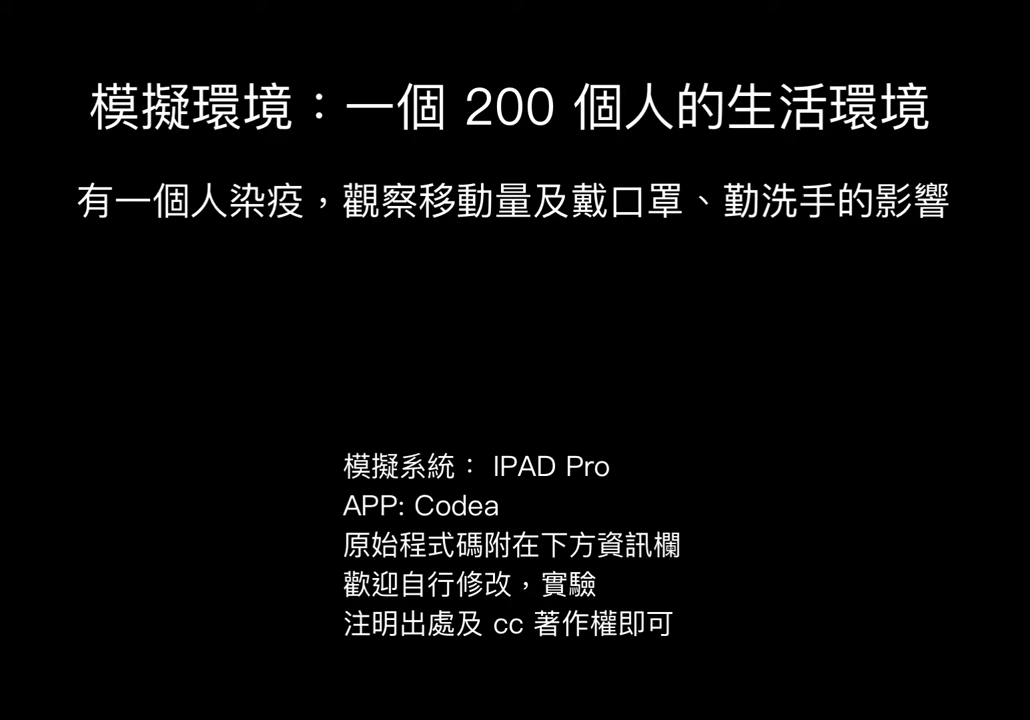 模擬環境：一個 200 個人的生活環境
有一個人染疫，觀察移動量及戴口罩、勤洗手的影響
模擬系統： IPAD Pro
APP: Codea
原始程式碼附在下方資訊欄
歡迎自行修改，實驗
注明出處及 cc 著作權即可